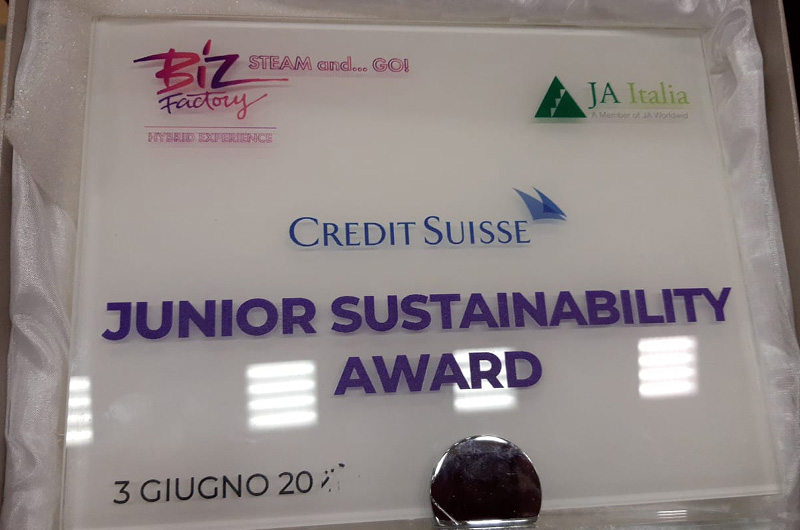 BiZ
Factory
STEAM and... GO!
HYBRID EXPERIENCE
JA Italia
A Member of JA Worldwid
CREDIT SUISSE
JUNIOR SUSTAINABILITY
AWARD
3 GIUGNO 20